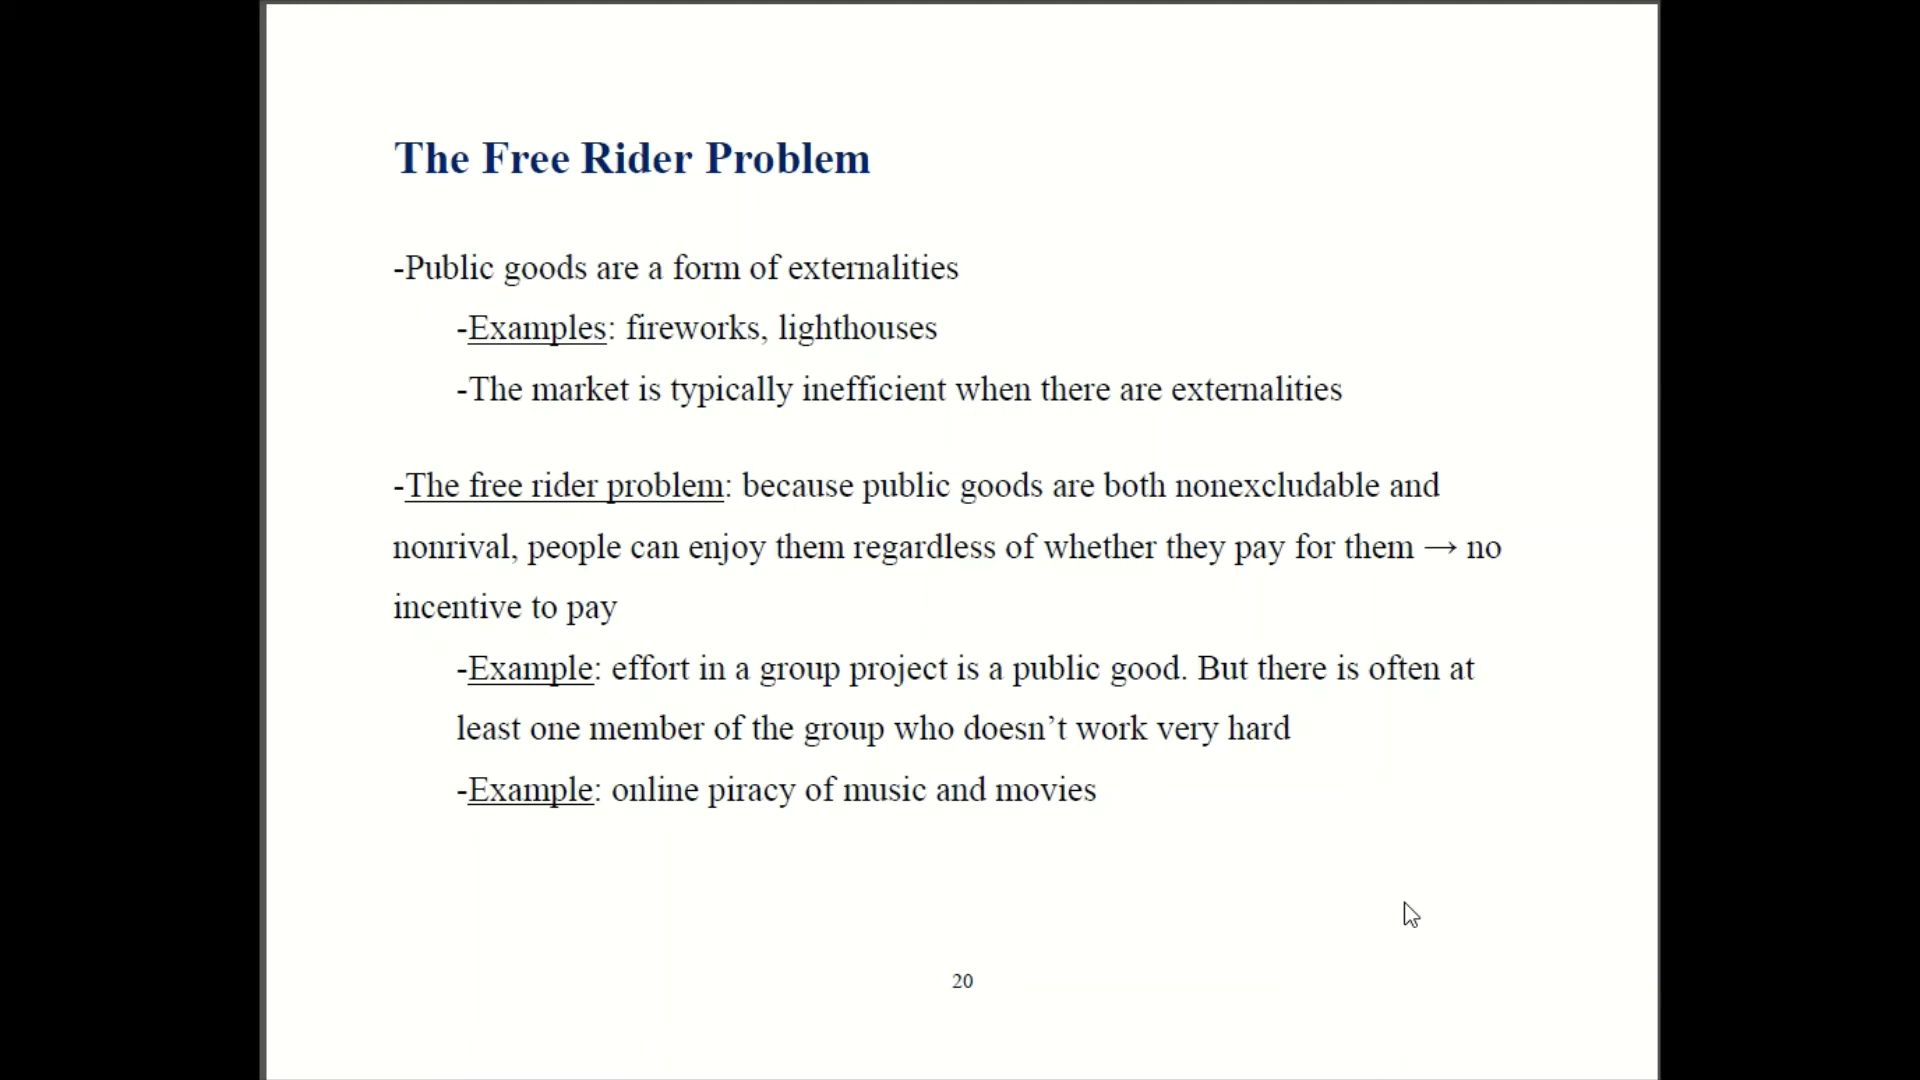 The Free Rider Problem
-Public goods are a form of externalities
-Examples: fireworks, lighthouses
-The market is typically inefficient when there are externalities
-The free rider problem: because public goods are both nonexcludable and
nonrival, people can enjoy them regardless of whether they pay for them → no
incentive to pay
-Example: effort in a group project is a public good. But there is often at
least one member of the group who doesn’t work very hard
-Example: online piracy of music and movies
20